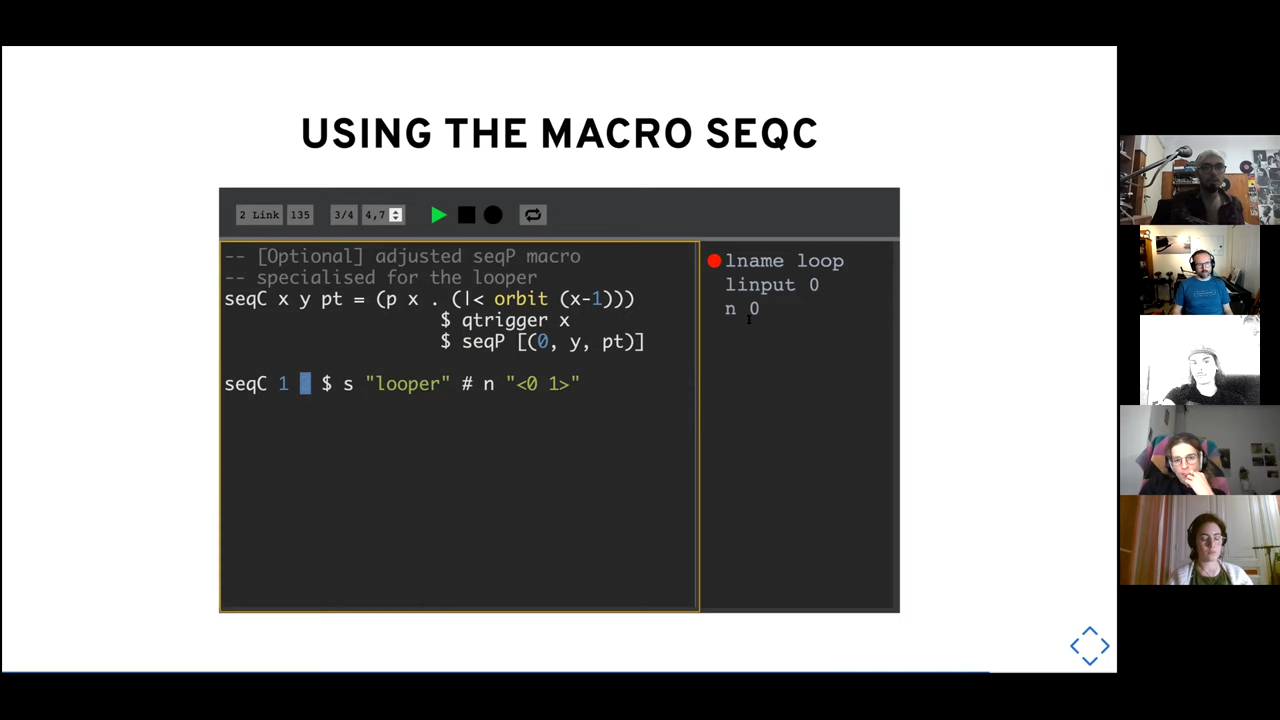 USING THE MACRO SEQC
2 Link 135 3/4 4,7
-- [Optional] adjusted seqP macro
-- specialised for the looper
seqC x y pt = (p x . (|< orbit (x-1)))
$ qtrigger x
$ seqP [(0, y, pt)]
seqC 1 $ s "looper" # n "<0 1>"
lname loop
linput 0
n 0